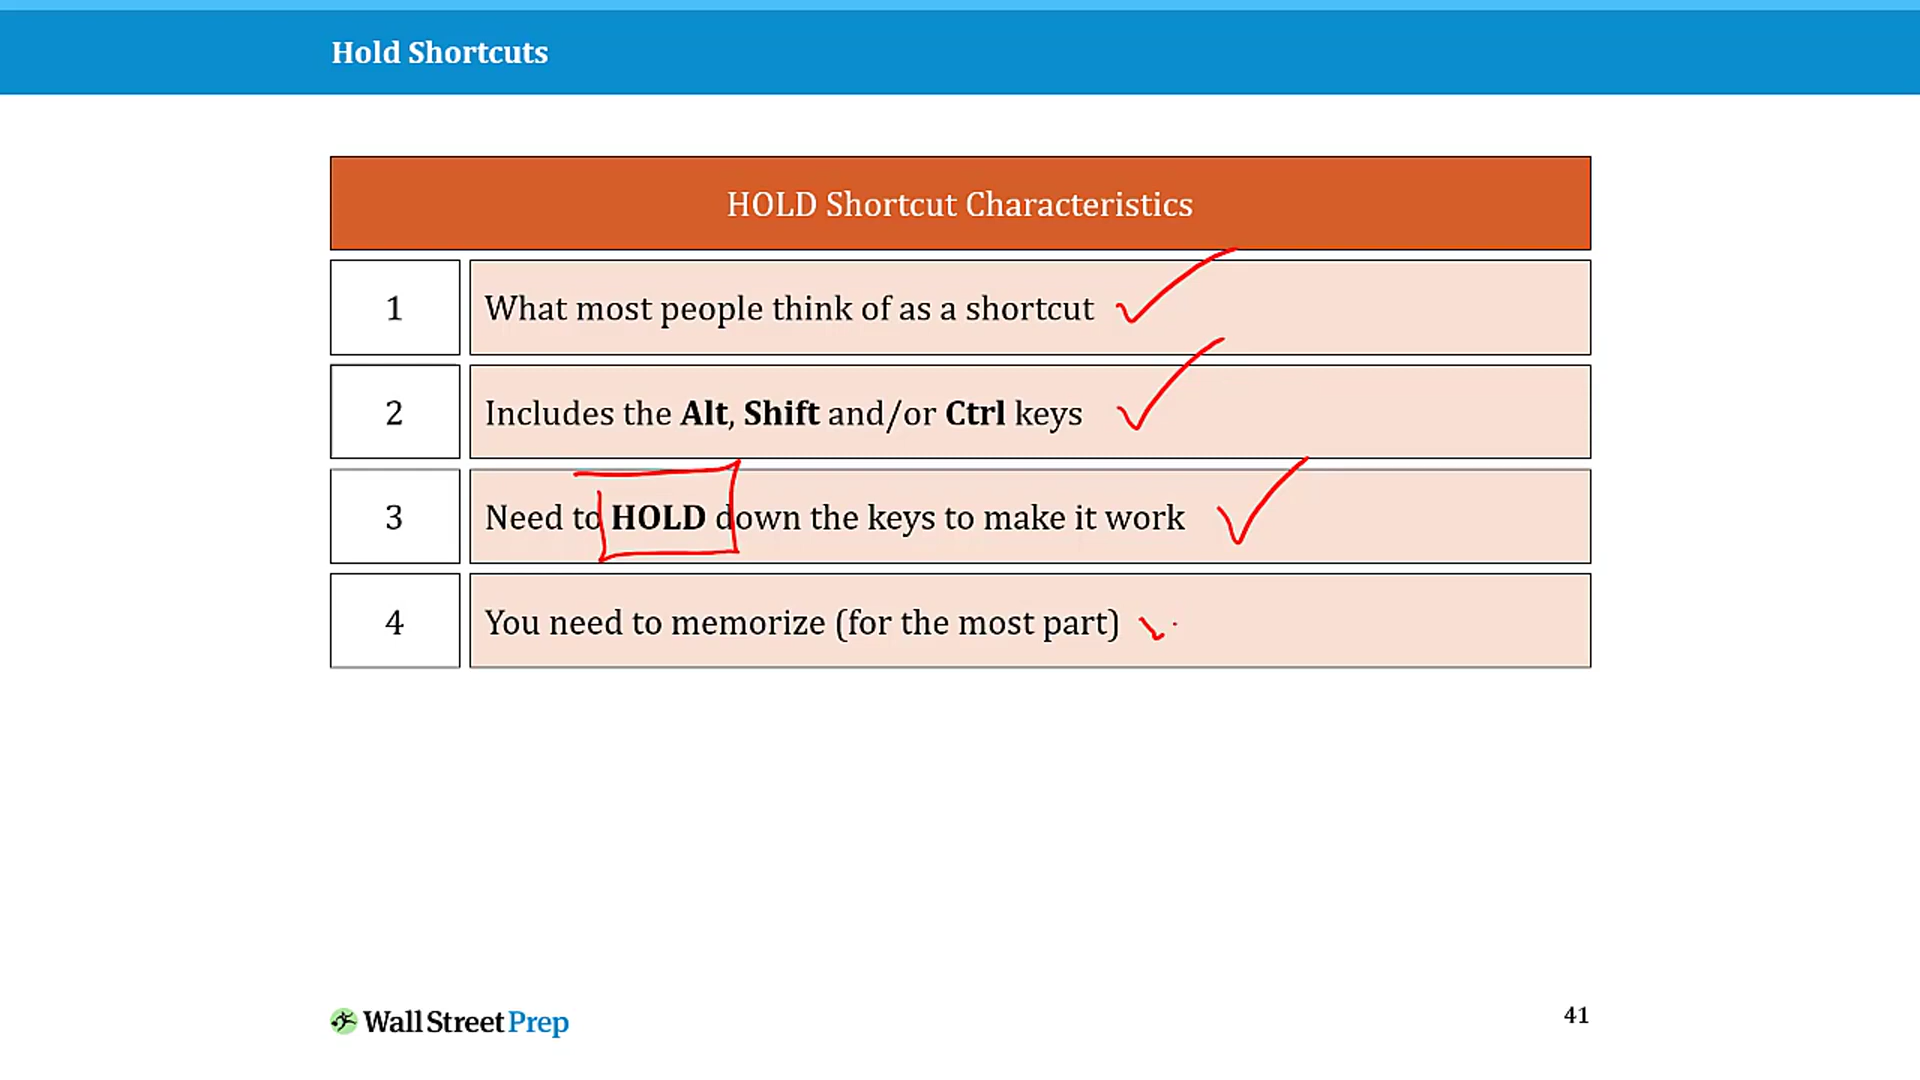 Hold Shortcuts
HOLD Shortcut Characteristics
1 What most people think of as a shortcut
2 Includes the Alt, Shift and/or Ctrl keys
3 Need to HOLD down the keys to make it work
4 You need to memorize (for the most part)
Wall Street Prep
41